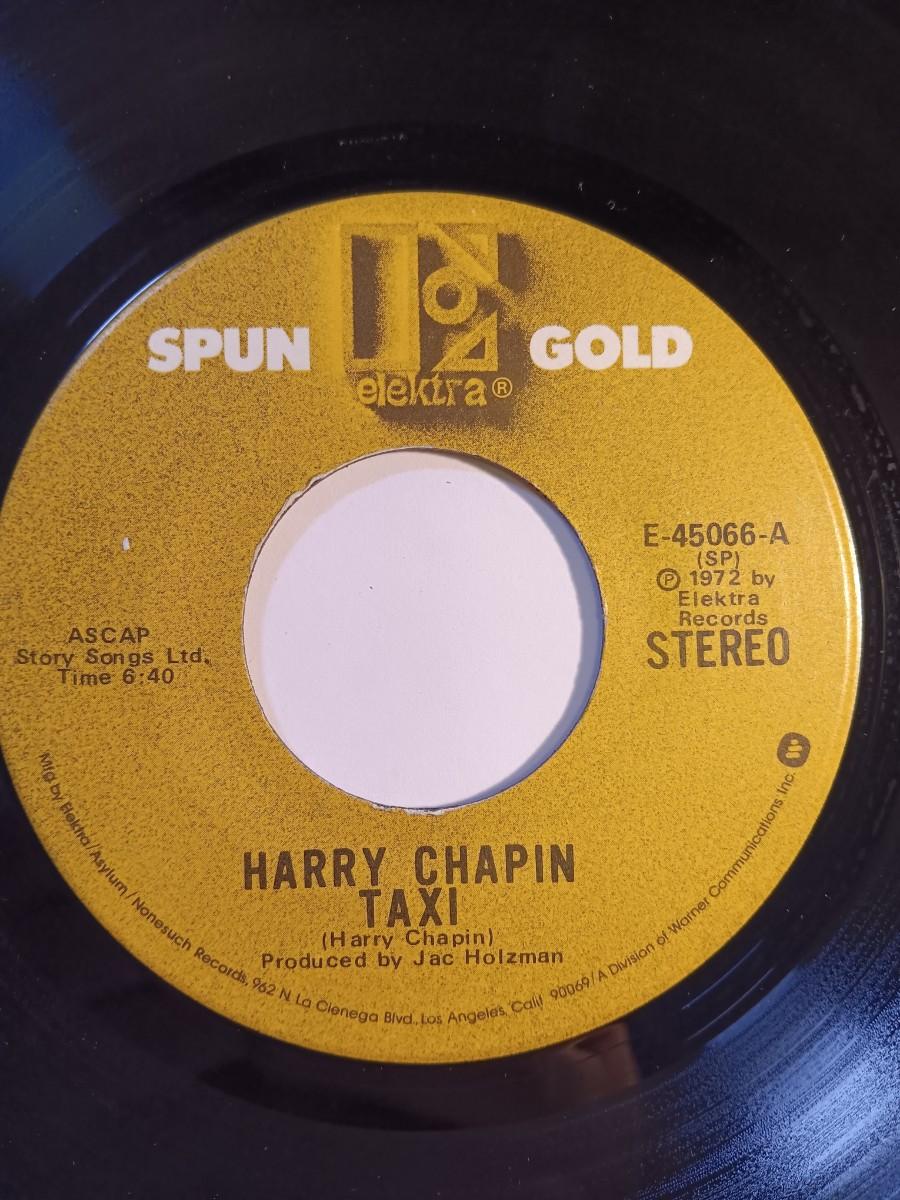 SPUN GOLD
elektra®
E-45066-A
(SP)
℗ 1972 by
Elektra
Records
STEREO
ASCAP
Story Songs Ltd.
Time 6:40
HARRY CHAPIN
TAXI
(Harry Chapin)
Produced by Jac Holzman
Mfg by Elektra/Asylum/Nonesuch Records, 962 N. La Cienega Blvd., Los Angeles, Calif 90069/A Division of Warner Communications Inc.